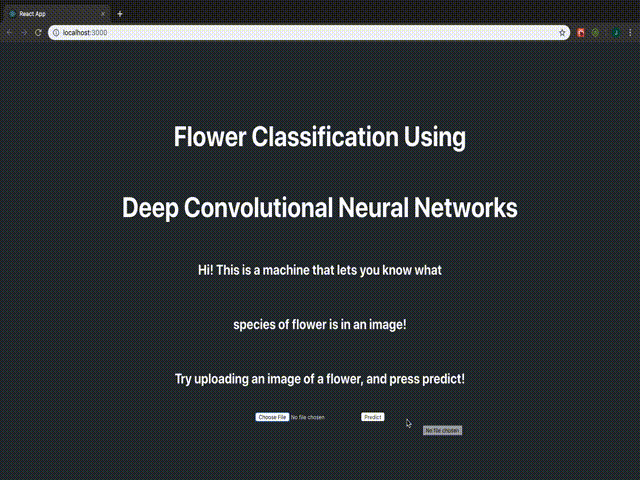 React App
localhost:3000
Flower Classification Using
Deep Convolutional Neural Networks
Hi! This is a machine that lets you know what
species of flower is in an image!
Try uploading an image of a flower, and press predict!
Choose File No file chosen Predict
No file chosen